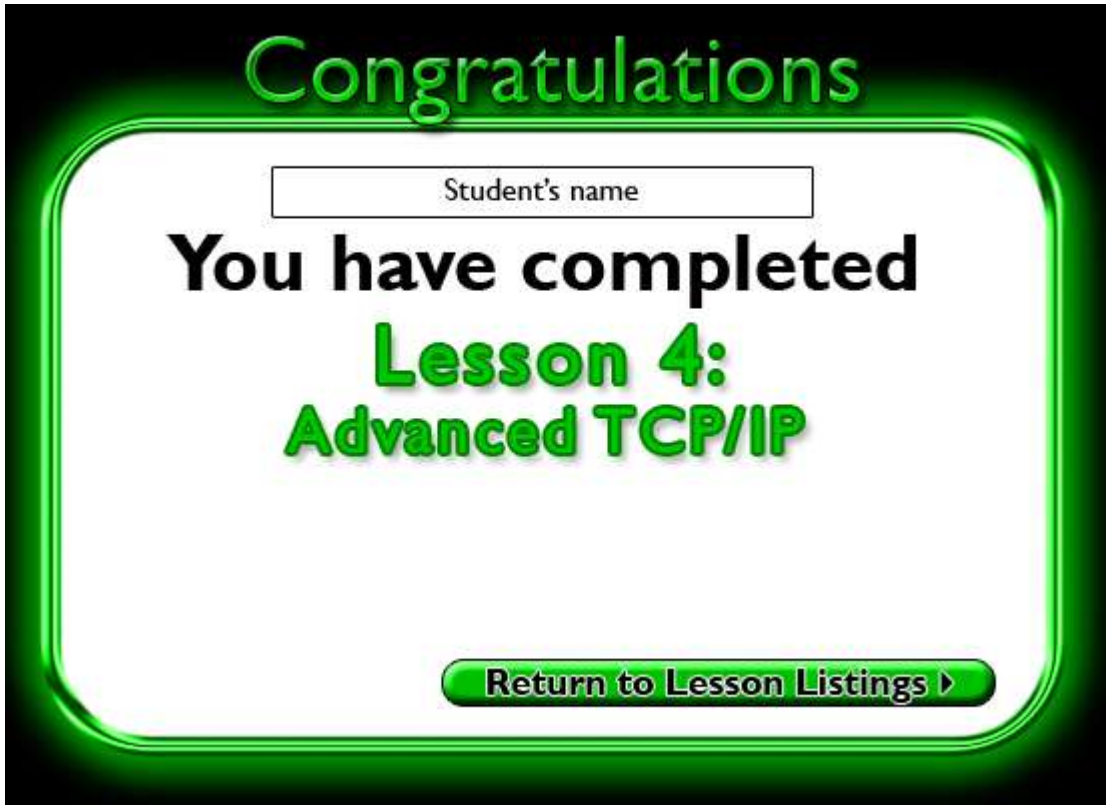 Congratulations
Student's name
You have completed
Lesson 4:
Advanced TCP/IP
Return to Lesson Listings